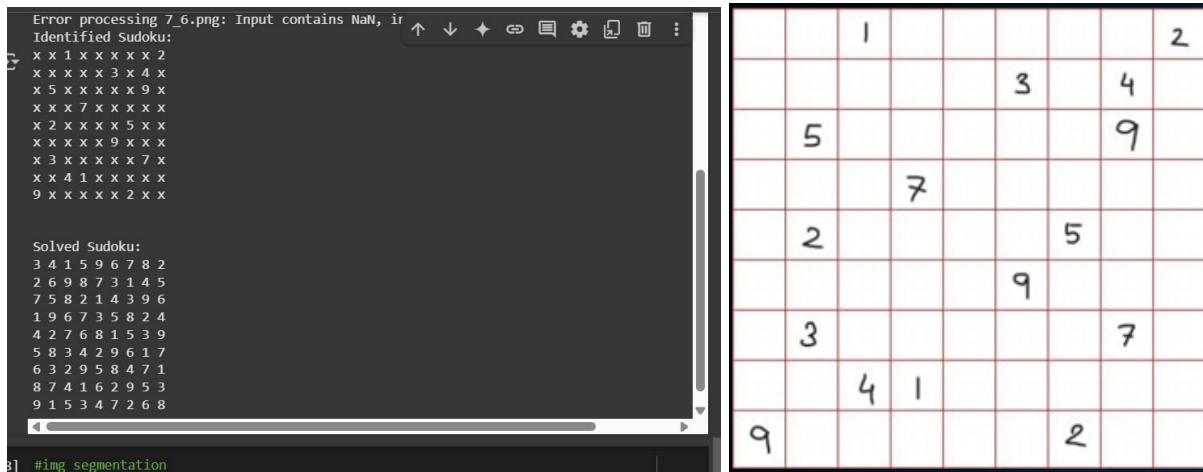 Error processing 7_6.png: Input contains NaN, in
Identified Sudoku:
x x 1 x x x x x 2
x x x x x 3 x 4 x
x 5 x x x x x 9 x
x x x 7 x x x x x
x 2 x x x x 5 x x
x x x x x 9 x x x
x 3 x x x x x 7 x
x x 4 1 x x x x x
9 x x x x x 2 x x
Solved Sudoku:
3 4 1 5 9 6 7 8 2
2 6 9 8 7 3 1 4 5
7 5 8 2 1 4 3 9 6
1 9 6 7 3 5 8 2 4
4 2 7 6 8 1 5 3 9
5 8 3 4 2 9 6 1 7
6 3 2 9 5 8 4 7 1
8 7 4 1 6 2 9 5 3
9 1 5 3 4 7 2 6 8
3] #img segmentation
1 2
3 4
5 9
7
2 5
9
3 7
4 1
9 2